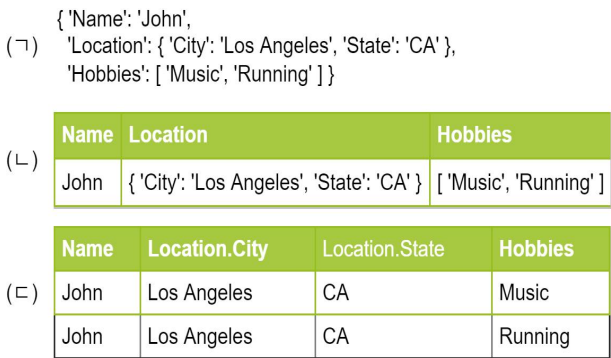 (ㄱ)
{ 'Name': 'John',
'Location': { 'City': 'Los Angeles', 'State': 'CA' },
'Hobbies': [ 'Music', 'Running' ] }
(ㄴ)
Name Location Hobbies
John { 'City': 'Los Angeles', 'State': 'CA' } [ 'Music', 'Running' ]
(ㄷ)
Name Location.City Location.State Hobbies
John Los Angeles CA Music
John Los Angeles CA Running